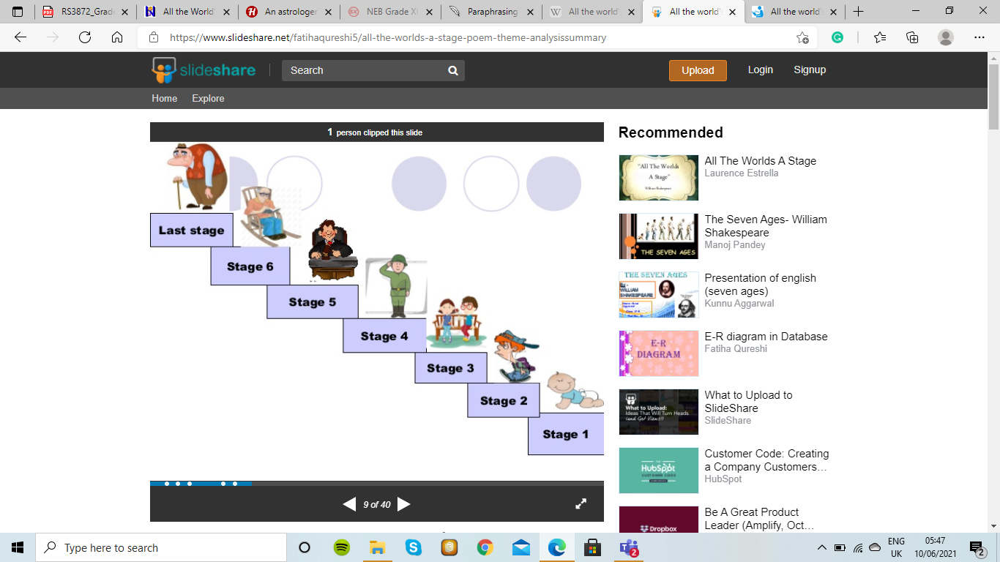 RS3872_Grade
All the World'
An astrologer
NEB Grade XI
Paraphrasing
All the world's
All the world's
All the world'
https://www.slideshare.net/fatihaqureshi5/all-the-worlds-a-stage-poem-theme-analysissummary
slideshare
Search
Upload
Login
Signup
Home
Explore
1 person clipped this slide
Last stage
Stage 6
Stage 5
Stage 4
Stage 3
Stage 2
Stage 1
9 of 40
Recommended
"All The Worlds
A Stage"
William Shakespeare
All The Worlds A Stage
Laurence Estrella
THE SEVEN AGES
The Seven Ages- William
Shakespeare
Manoj Pandey
THE SEVEN AGES
WILLIAM
SHAKESPEARE
Presentation of english
(seven ages)
Kunnu Aggarwal
E-R
DIAGRAM
E-R diagram in Database
Fatiha Qureshi
What to Upload:
Ideas That Will Turn Heads
(and Get Views!!)
What to Upload to
SlideShare
SlideShare
HubSpot
CUSTOMER CODE
Customer Code: Creating
a Company Customers…
HubSpot
Dropbox
Be A Great Product
Leader (Amplify, Oct…
Type here to search
2
ENG
UK
05:47
10/06/2021
2